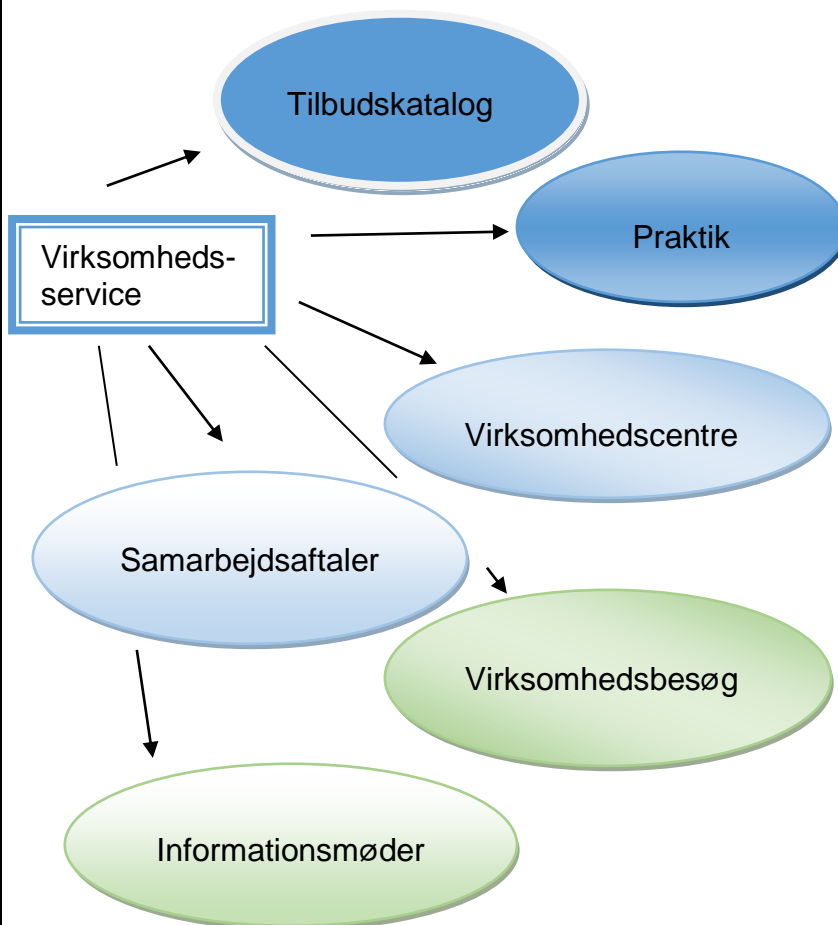 Tilbudskatalog
Praktik
Virksomheds-
service
Virksomhedscentre
Samarbejdsaftaler
Virksomhedsbesøg
Informationsmøder